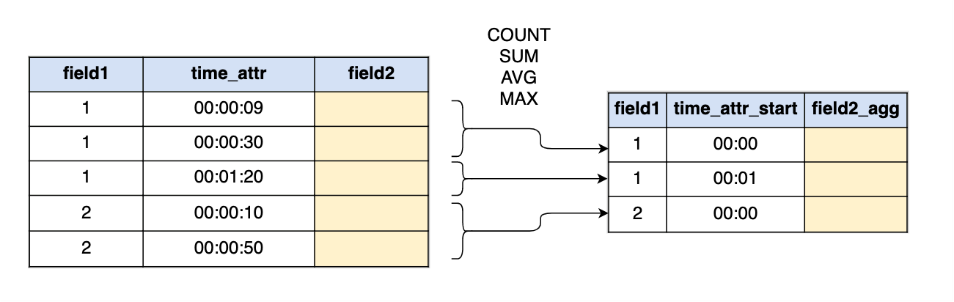 COUNT
SUM
AVG
MAX
field1 time_attr field2
1 00:00:09
1 00:00:30
1 00:01:20
2 00:00:10
2 00:00:50
field1 time_attr_start field2_agg
1 00:00
1 00:01
2 00:00